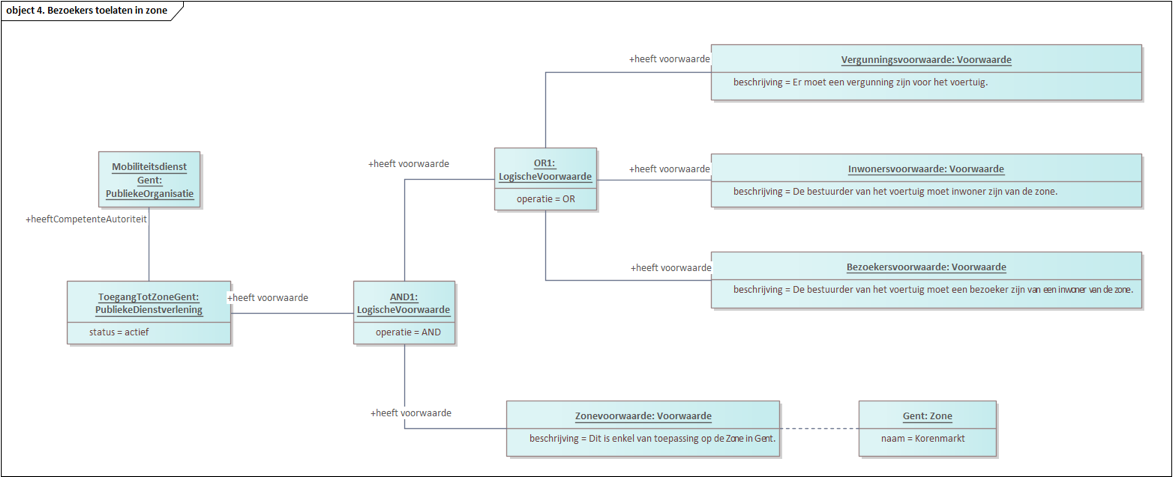 object 4. Bezoekers toelaten in zone
+heeft voorwaarde
Vergunningsvoorwaarde: Voorwaarde
beschrijving = Er moet een vergunning zijn voor het voertuig.
Mobiliteitsdienst
Gent:
PubliekeOrganisatie
+heeft voorwaarde
OR1:
LogischeVoorwaarde
operatie = OR
+heeft voorwaarde
Inwonersvoorwaarde: Voorwaarde
beschrijving = De bestuurder van het voertuig moet inwoner zijn van de zone.
+heeftCompetenteAutoriteit
+heeft voorwaarde
Bezoekersvoorwaarde: Voorwaarde
beschrijving = De bestuurder van het voertuig moet een bezoeker zijn van een inwoner van de zone.
ToegangTotZoneGent:
PubliekeDienstverlening
status = actief
+heeft voorwaarde
AND1:
LogischeVoorwaarde
operatie = AND
+heeft voorwaarde
Zonevoorwaarde: Voorwaarde
beschrijving = Dit is enkel van toepassing op de Zone in Gent.
Gent: Zone
naam = Korenmarkt